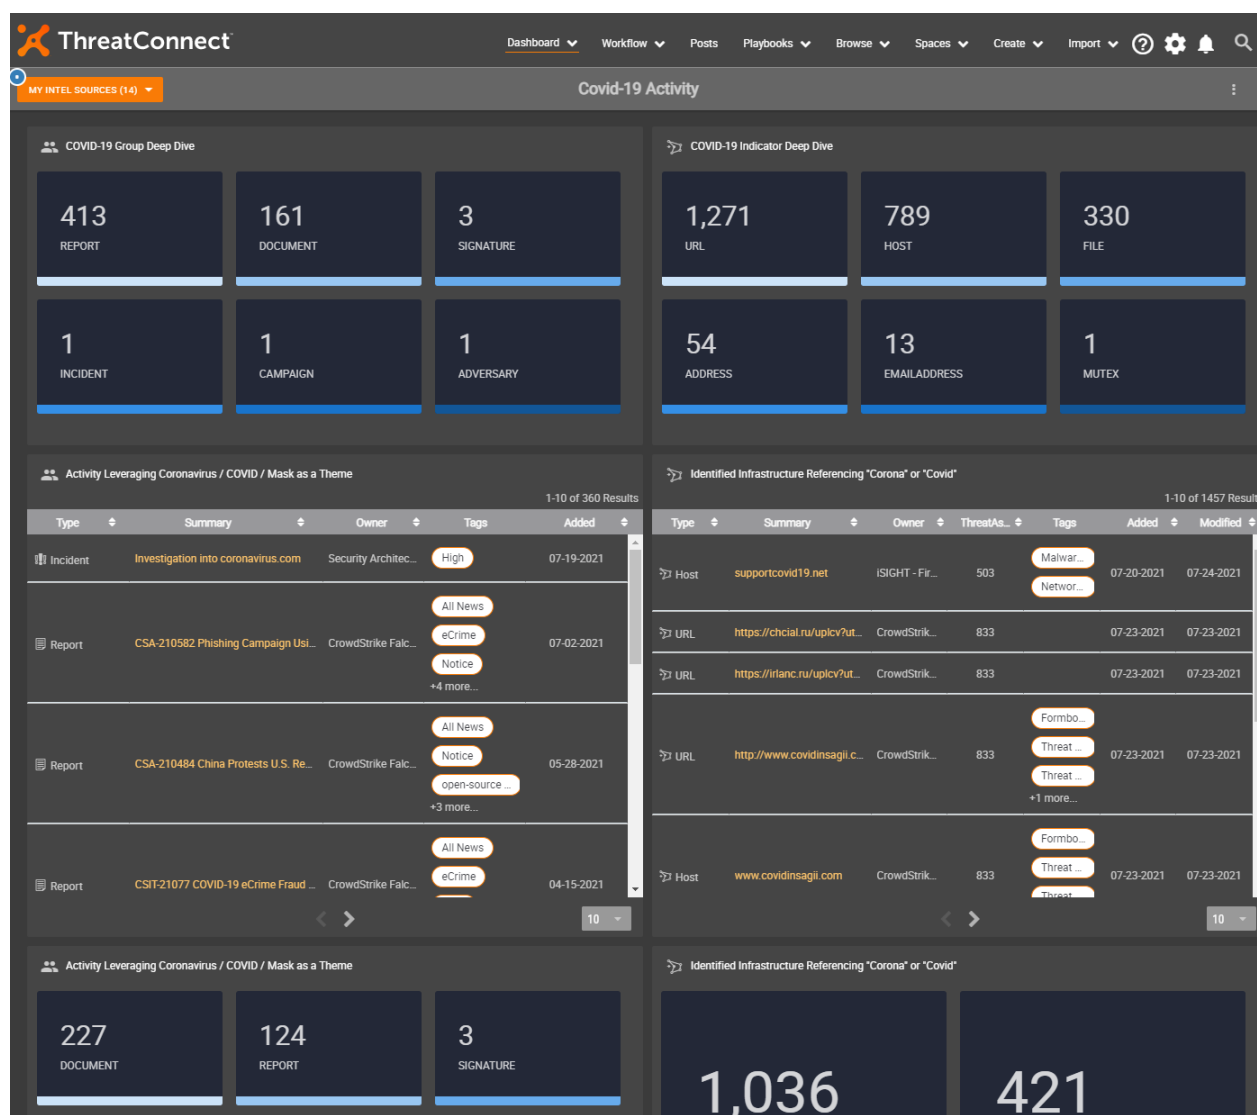 ThreatConnect
Dashboard Workflow Posts Playbooks Browse Spaces Create Import
MY INTEL SOURCES (14)
Covid-19 Activity
COVID-19 Group Deep Dive
413
REPORT
161
DOCUMENT
3
SIGNATURE
1
INCIDENT
1
CAMPAIGN
1
ADVERSARY
COVID-19 Indicator Deep Dive
1,271
URL
789
HOST
330
FILE
54
ADDRESS
13
EMAILADDRESS
1
MUTEX
Activity Leveraging Coronavirus / COVID / Mask as a Theme
1-10 of 360 Results
Type Summary Owner Tags Added
Incident Investigation into coronavirus.com Security Architec... High 07-19-2021
Report CSA-210582 Phishing Campaign Usi... CrowdStrike Falc... All News eCrime Notice +4 more... 07-02-2021
Report CSA-210484 China Protests U.S. Re... CrowdStrike Falc... All News Notice open-source ... +3 more... 05-28-2021
Report CSIT-21077 COVID-19 eCrime Fraud ... CrowdStrike Falc... All News eCrime 04-15-2021
10
Identified Infrastructure Referencing "Corona" or "Covid"
1-10 of 1457 Result
Type Summary Owner ThreatAs... Tags Added Modified
Host supportcovid19.net iSIGHT - Fir... 503 Malwar... Networ... 07-20-2021 07-24-2021
URL https://chcial.ru/uplcv?ut... CrowdStrik... 833 07-23-2021 07-23-2021
URL https://irlanc.ru/uplcv?ut... CrowdStrik... 833 07-23-2021 07-23-2021
URL http://www.covidinsagii.c... CrowdStrik... 833 Formbo... Threat ... Threat ... +1 more... 07-23-2021 07-23-2021
Host www.covidinsagii.com CrowdStrik... 833 Formbo... Threat ... Threat 07-23-2021 07-23-2021
10
Activity Leveraging Coronavirus / COVID / Mask as a Theme
227
DOCUMENT
124
REPORT
3
SIGNATURE
Identified Infrastructure Referencing "Corona" or "Covid"
1,036
421